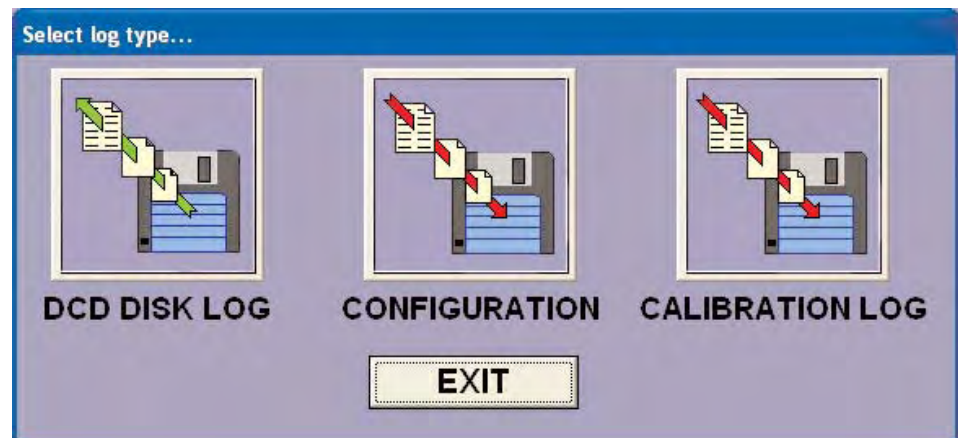 Select log type...
DCD DISK LOG
CONFIGURATION
CALIBRATION LOG
EXIT